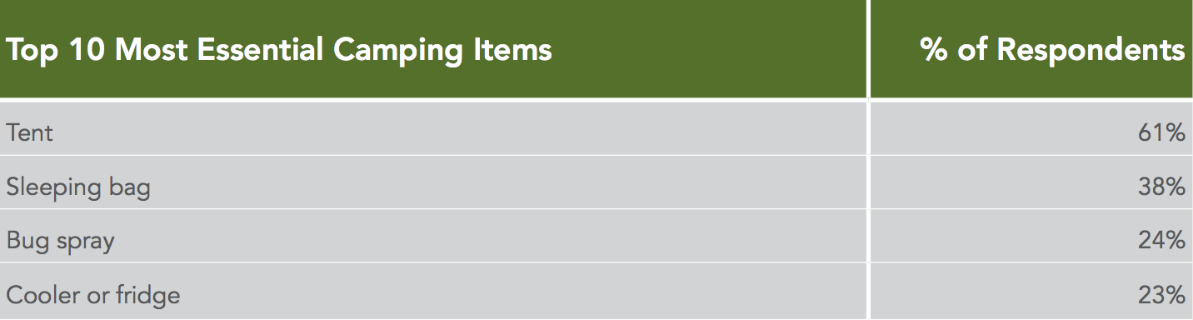 Top 10 Most Essential Camping Items % of Respondents
Tent 61%
Sleeping bag 38%
Bug spray 24%
Cooler or fridge 23%